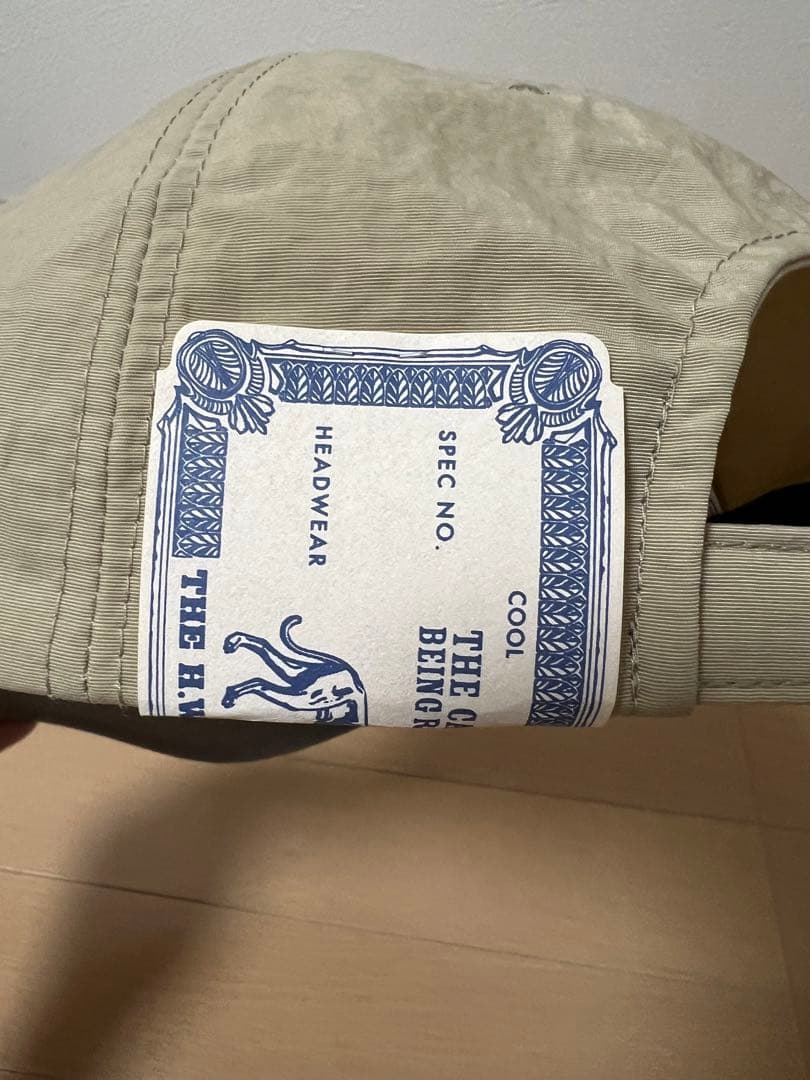 COOL
THE CA
BEING R
SPEC NO.
HEADWEAR
THE H.W